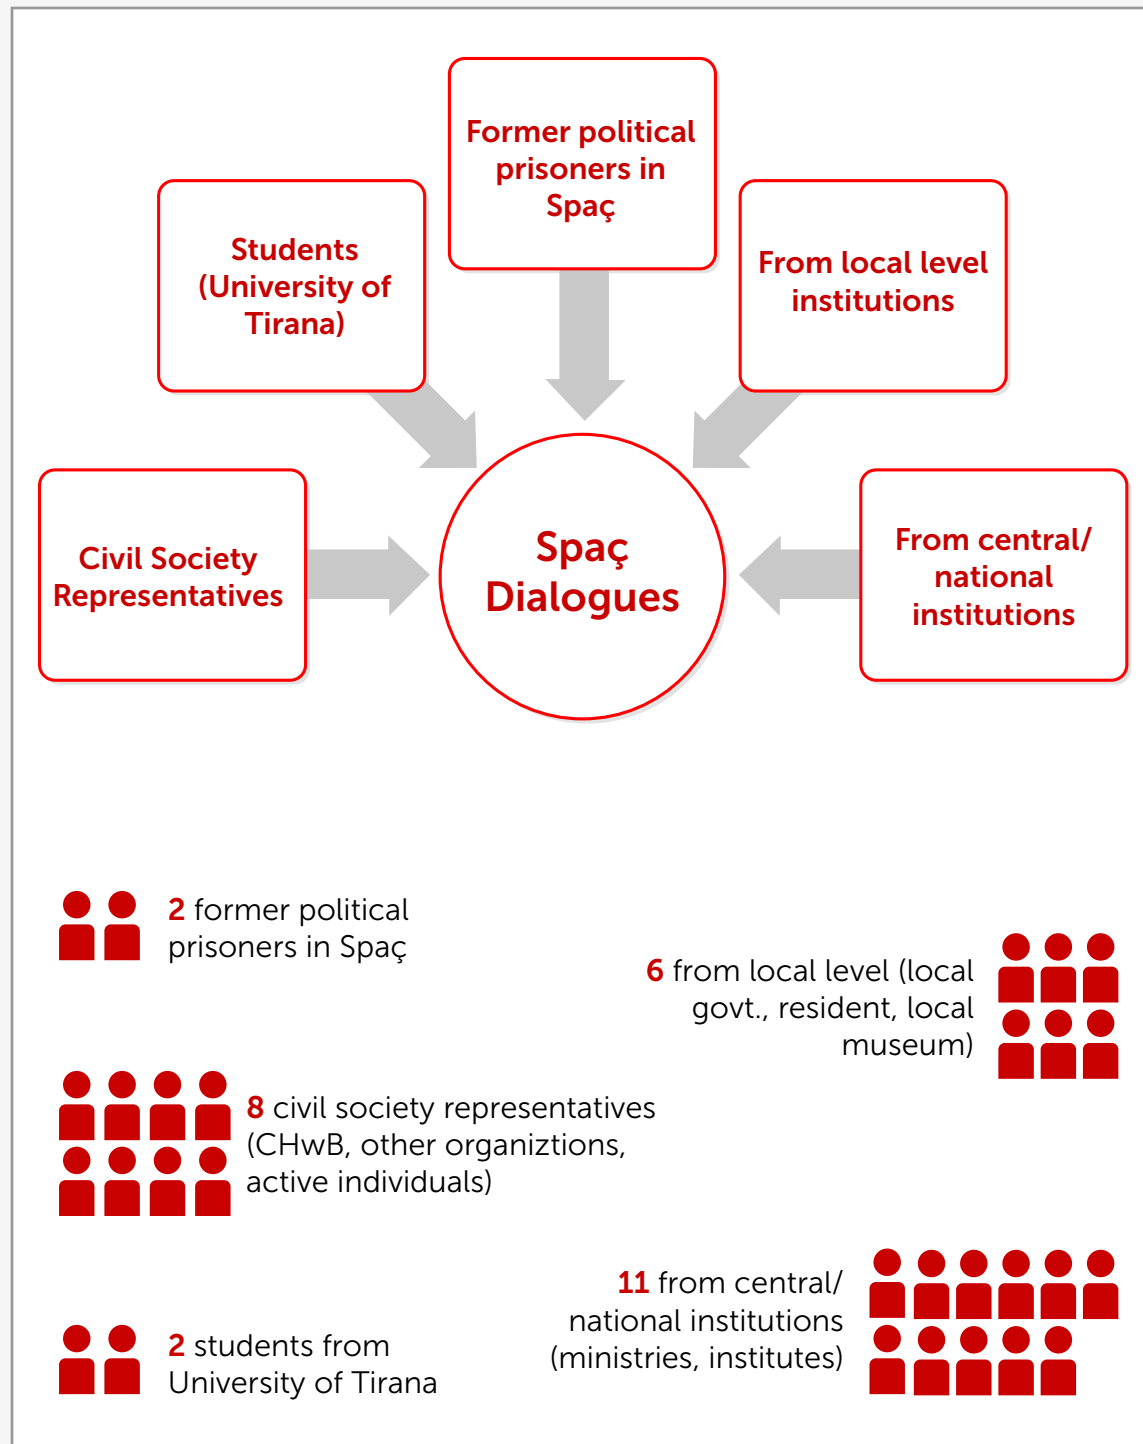 Former political
prisoners in
Spaç
Students
(University of
Tirana)
From local level
institutions
Civil Society
Representatives
Spaç
Dialogues
From central/
national
institutions
2 former political
prisoners in Spaç
6 from local level (local
govt., resident, local
museum)
8 civil society representatives
(CHwB, other organiztions,
active individuals)
11 from central/
national institutions
(ministries, institutes)
2 students from
University of Tirana